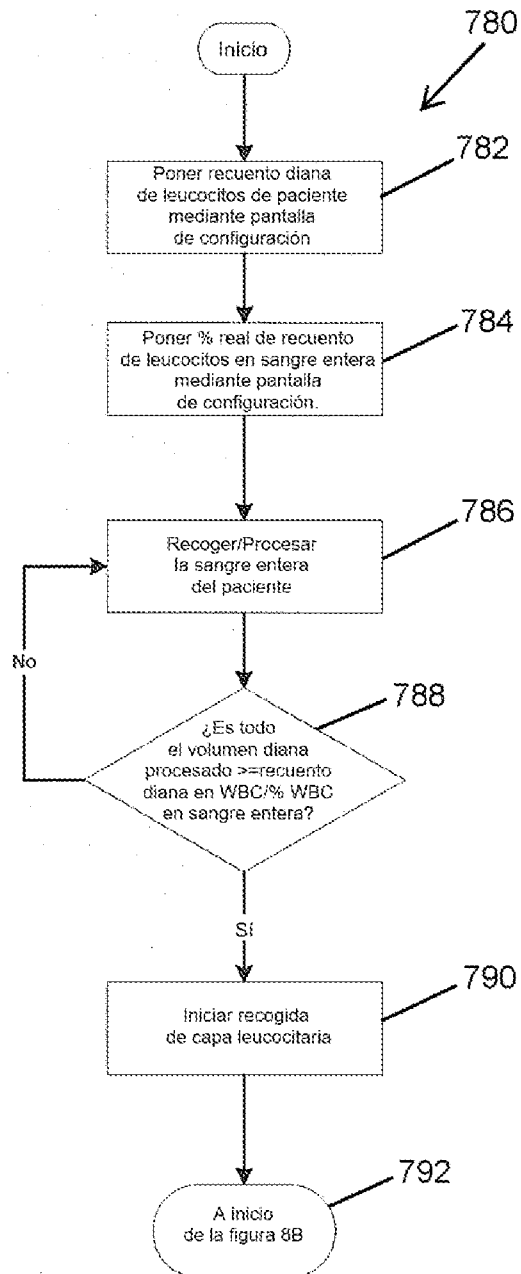 780
Inicio
782
Poner recuento diana
de leucocitos de paciente
mediante pantalla
de configuración
784
Poner % real de recuento
de leucocitos en sangre entera
mediante pantalla
de configuración.
786
Recoger/Procesar
la sangre entera
del paciente
No
788
¿Es todo
el volumen diana
procesado >=recuento
diana en WBC/% WBC
en sangre entera?
SÍ
790
Iniciar recogida
de capa leucocitaria
792
A inicio
de la figura 8B